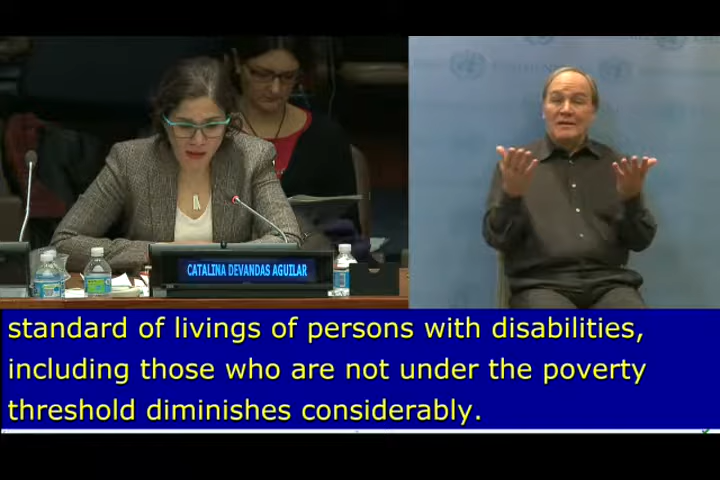 CATALINA DEVANDAS AGUILAR
standard of livings of persons with disabilities,
including those who are not under the poverty
threshold diminishes considerably.